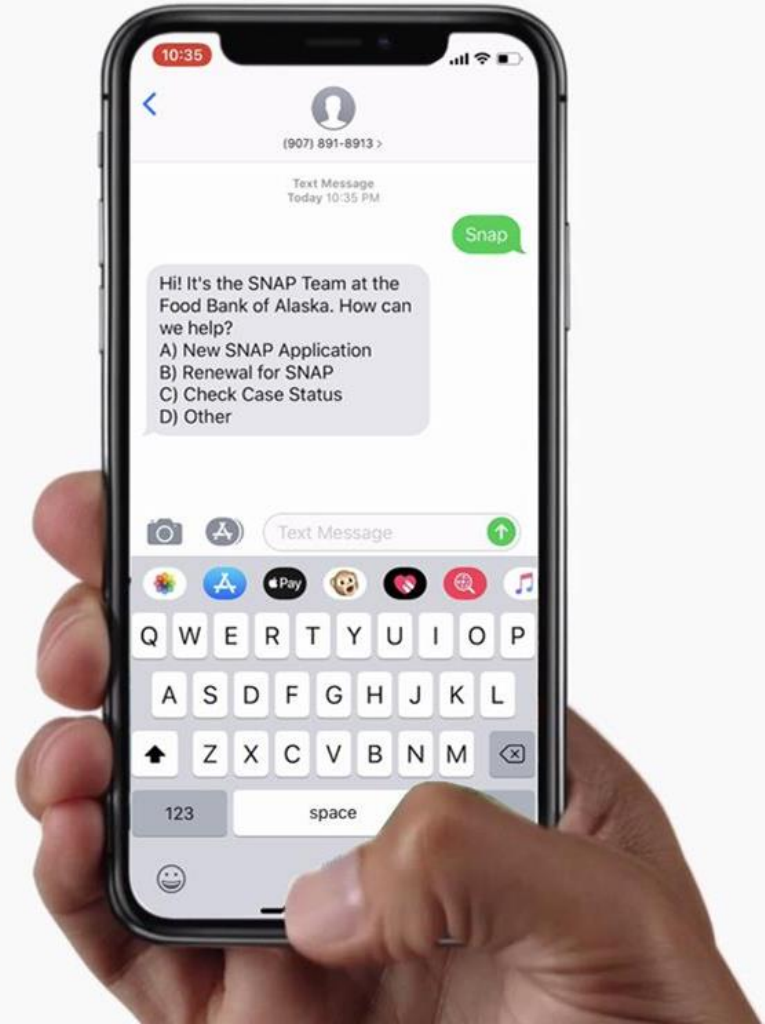 10:35
(907) 891-8913 >
Text Message
Today 10:35 PM
Snap
Hi! It's the SNAP Team at the
Food Bank of Alaska. How can
we help?
A) New SNAP Application
B) Renewal for SNAP
C) Check Case Status
D) Other
Text Message
Pay
Q W E R T Y U I O P
A S D F G H J K L
Z X C V B N M
123 space